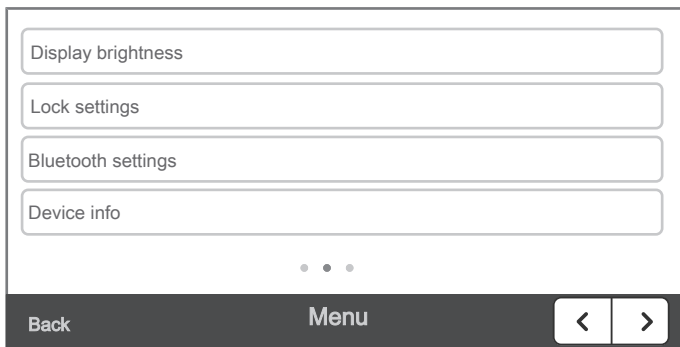 Display brightness
Lock settings
Bluetooth settings
Device info
Back Menu